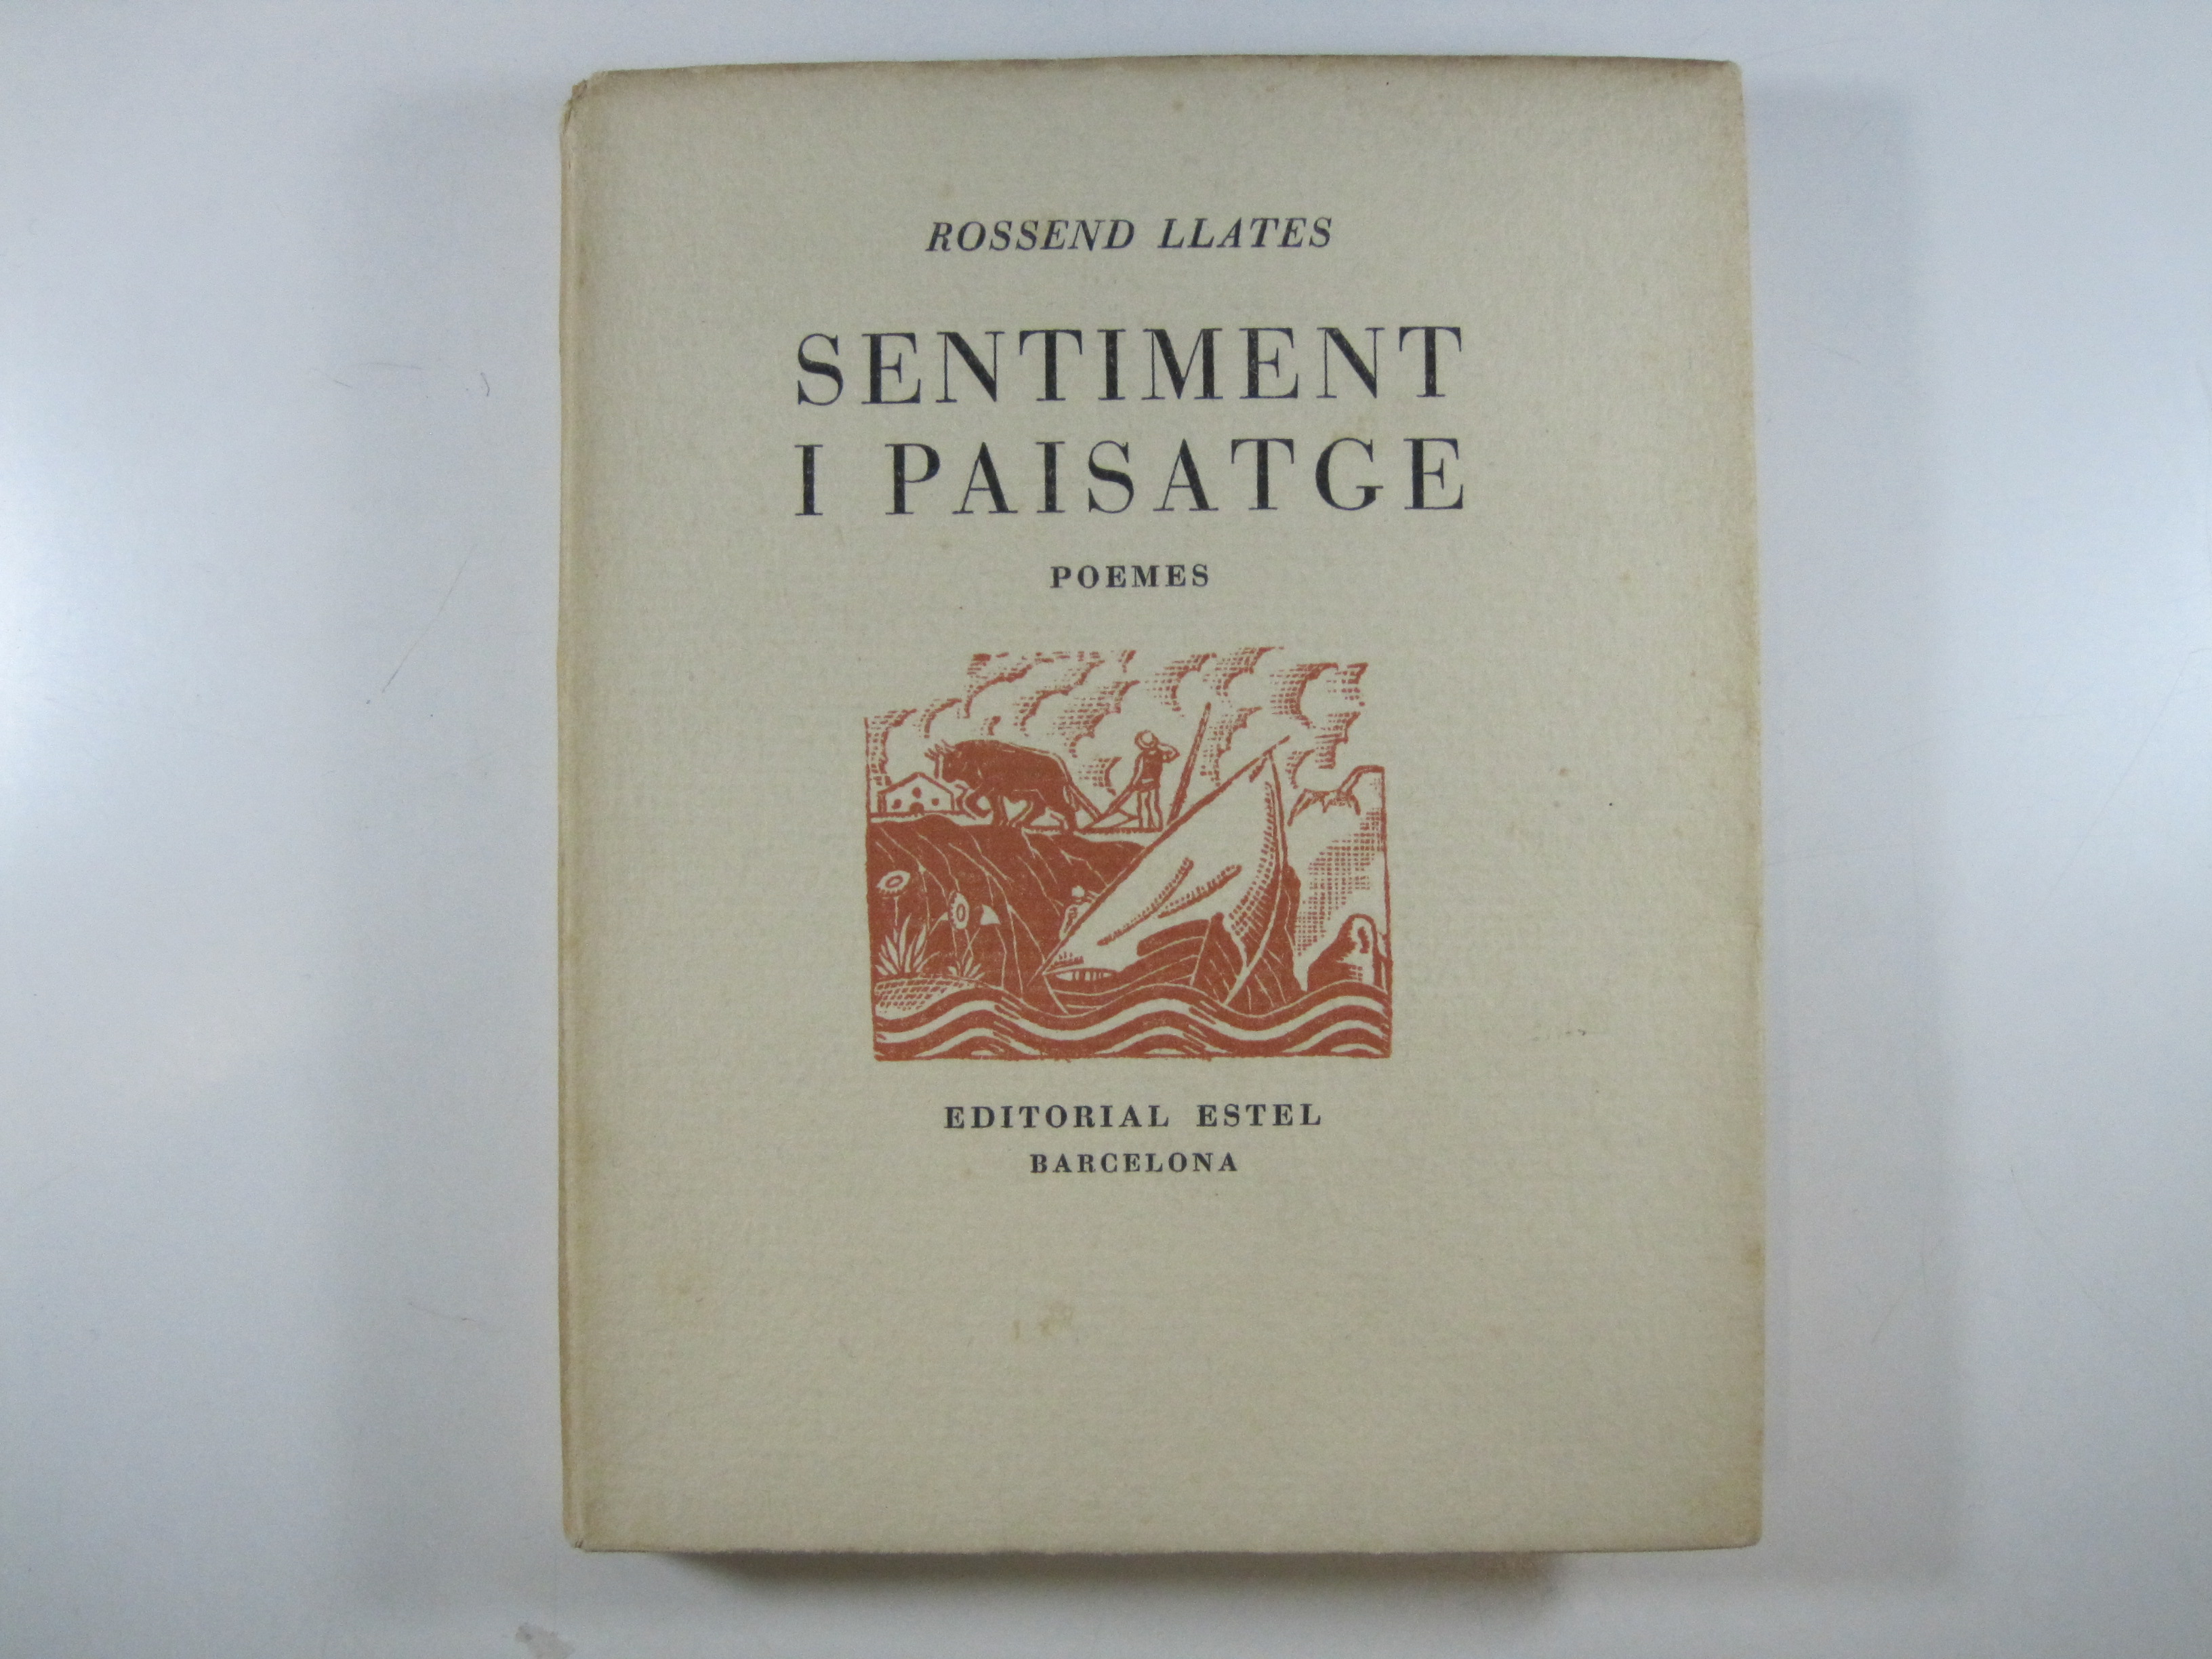 ROSSEND LLATES
SENTIMENT
I PAISATGE
POEMES
EDITORIAL ESTEL
BARCELONA